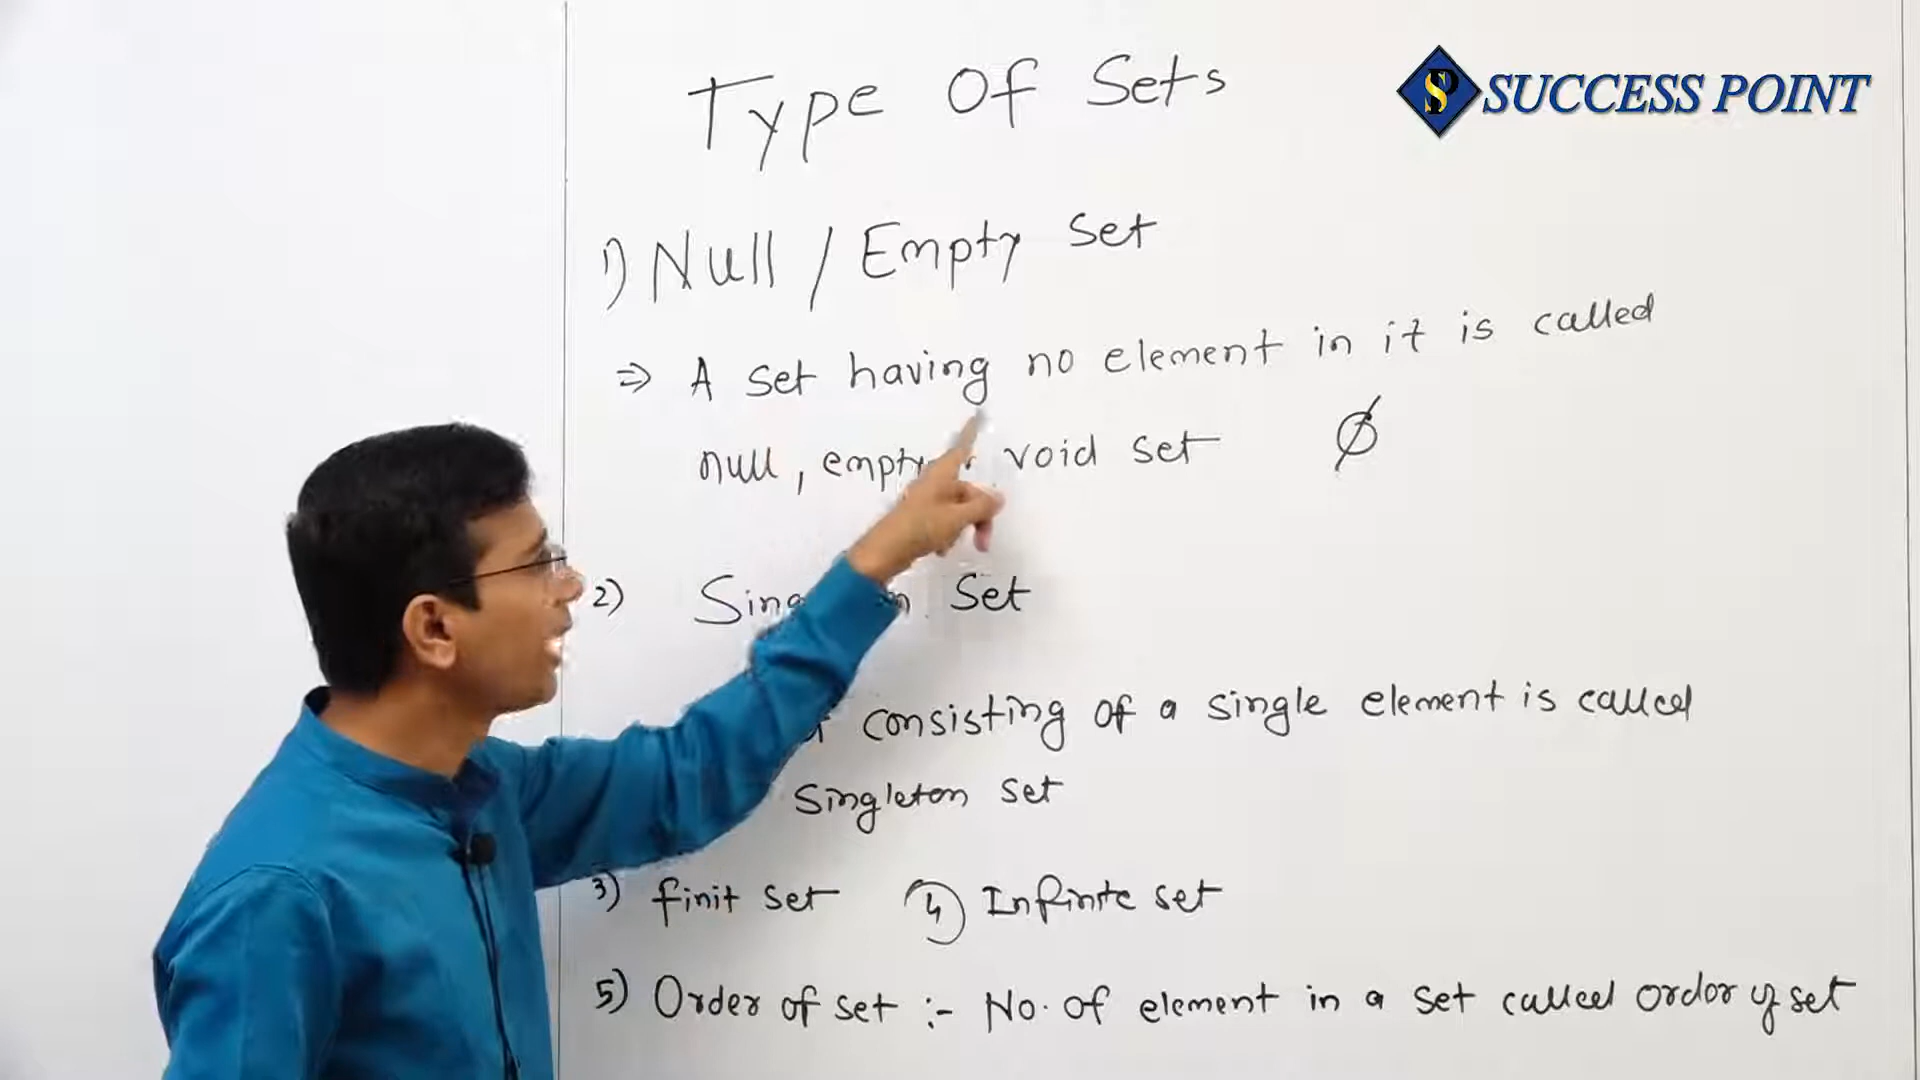 Type Of Sets
SUCCESS POINT
1) Null / Empty Set
⇒ A set having no element in it is called
null, empty void set ∅
2) Set
consisting of a single element is called
Singleton set
3) finit set 4) Infinite set
5) Order of set :- No. of element in a set called ordor of set